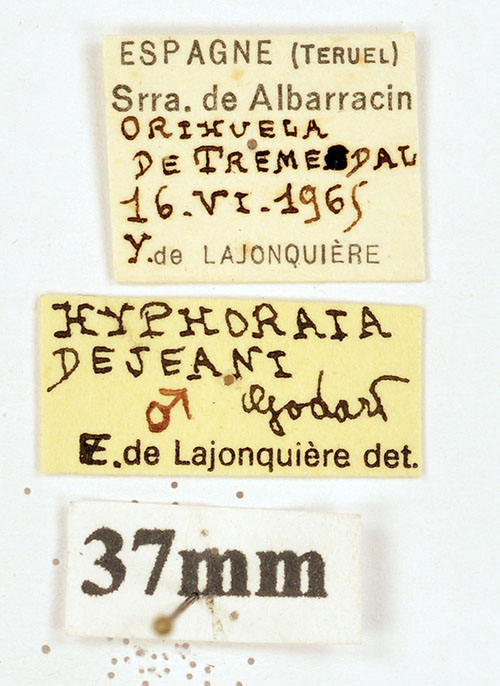 ESPAGNE (TERUEL)
Srra. de Albarracin
ORIHUELA
DE TREMESDAL
16.VI.1965
Y. de LAJONQUIÈRE
HYPHORAIA
DEJEANI
♂ Godart
E. de Lajonquière det.
37mm